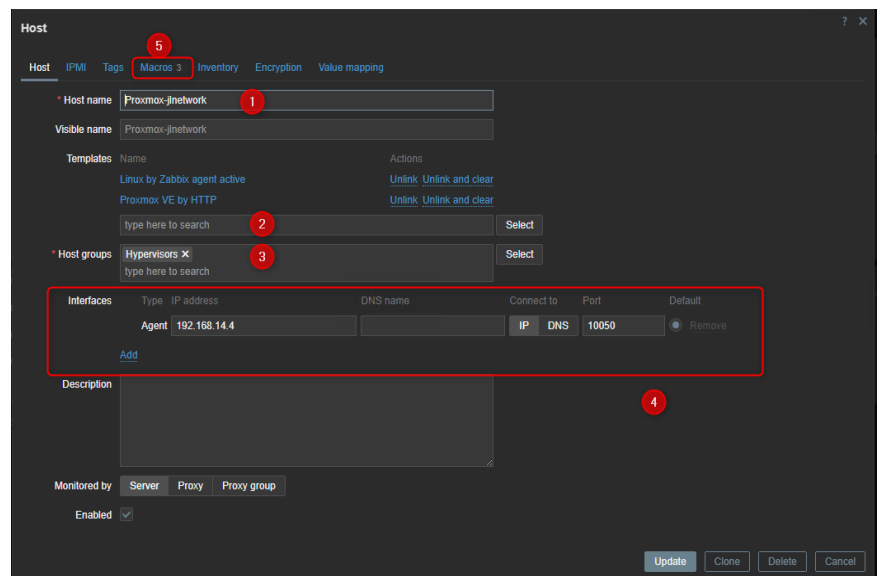 Host ? ×
5
Host IPMI Tags Macros 3 Inventory Encryption Value mapping
* Host name Proxmox-jlnetwork 1
Visible name Proxmox-jlnetwork
Templates Name Actions
Linux by Zabbix agent active Unlink Unlink and clear
Proxmox VE by HTTP Unlink Unlink and clear
type here to search 2 Select
* Host groups Hypervisors × 3 Select
type here to search
Interfaces Type IP address DNS name Connect to Port Default
Agent 192.168.14.4 IP DNS 10050 Remove
Add
Description
4
Monitored by Server Proxy Proxy group
Enabled
Update Clone Delete Cancel